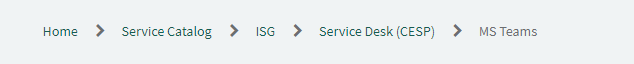 Home > Service Catalog > ISG > Service Desk (CESP) > MS Teams